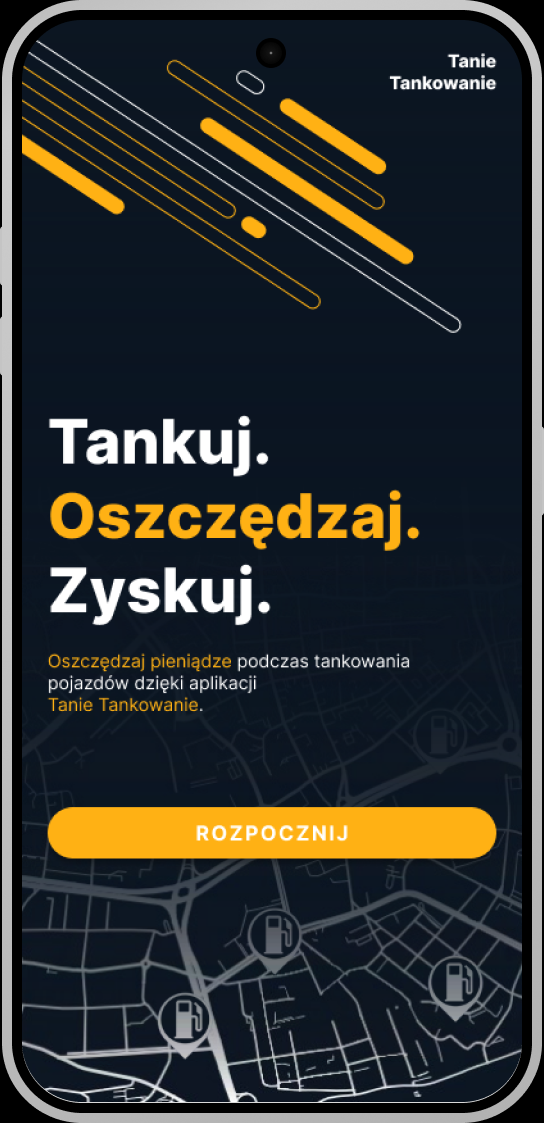 Tanie
Tankowanie
Tankuj.
Oszczędzaj.
Zyskuj.
Oszczędzaj pieniądze podczas tankowania
pojazdów dzięki aplikacji
Tanie Tankowanie.
ROZPOCZNIJ